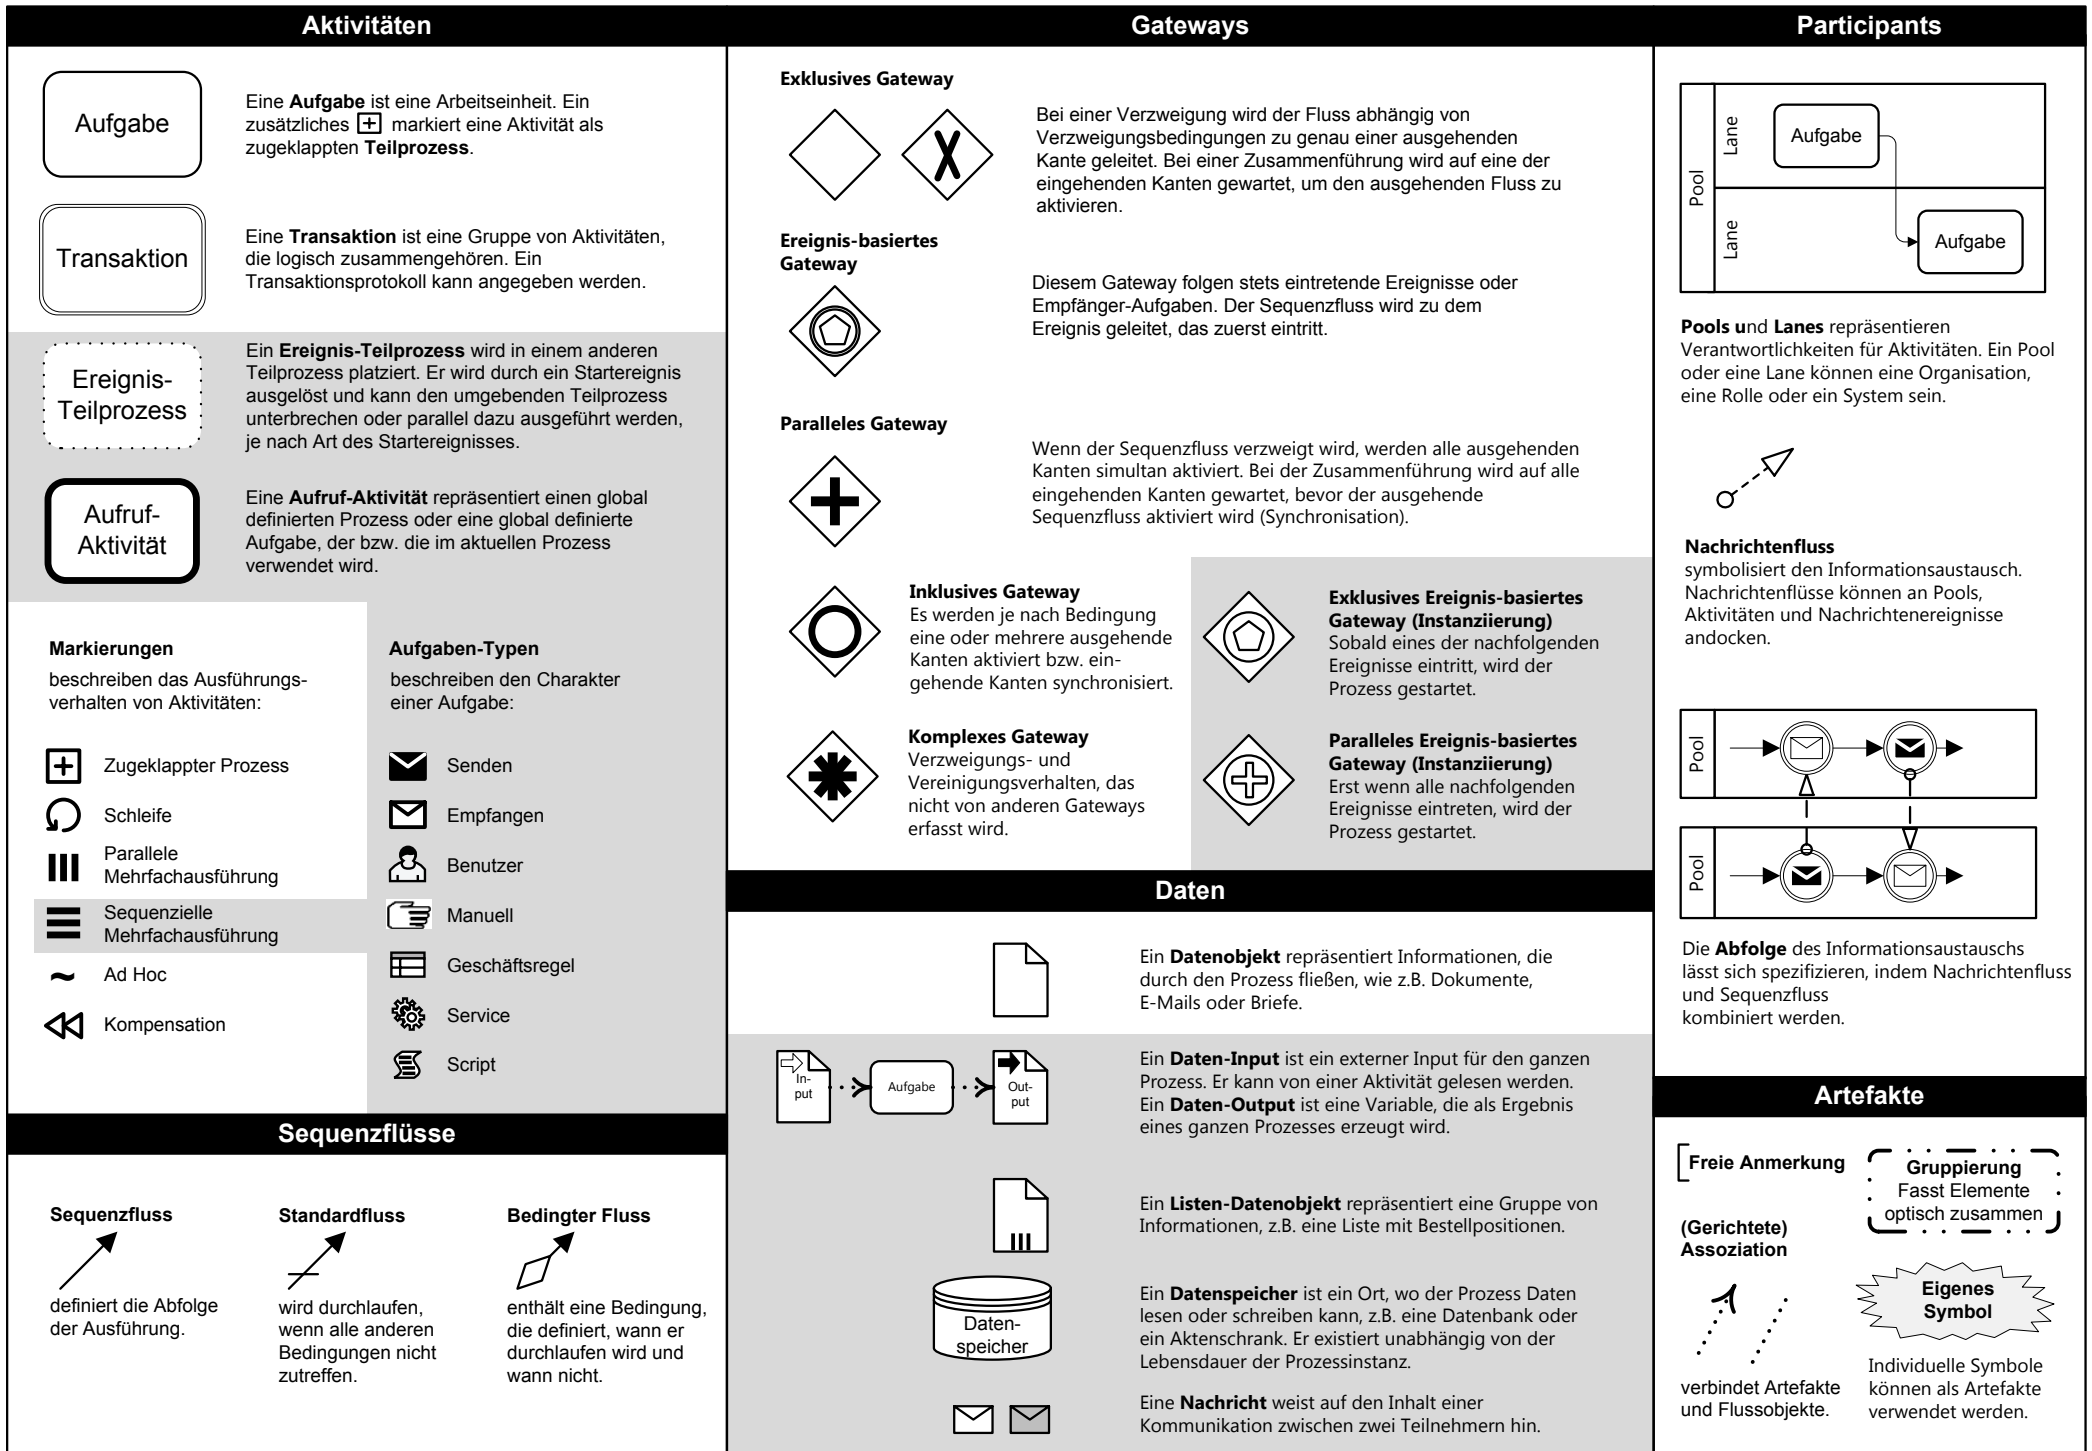 Aktivitäten
Aufgabe
Eine Aufgabe ist eine Arbeitseinheit. Ein
zusätzliches markiert eine Aktivität als
zugeklappten Teilprozess.
Transaktion
Eine Transaktion ist eine Gruppe von Aktivitäten,
die logisch zusammengehören. Ein
Transaktionsprotokoll kann angegeben werden.
Ereignis-
Teilprozess
Ein Ereignis-Teilprozess wird in einem anderen
Teilprozess platziert. Er wird durch ein Startereignis
ausgelöst und kann den umgebenden Teilprozess
unterbrechen oder parallel dazu ausgeführt werden,
je nach Art des Startereignisses.
Aufruf-
Aktivität
Eine Aufruf-Aktivität repräsentiert einen global
definierten Prozess oder eine global definierte
Aufgabe, der bzw. die im aktuellen Prozess
verwendet wird.
Markierungen
beschreiben das Ausführungs-
verhalten von Aktivitäten:
Zugeklappter Prozess
Schleife
Parallele
Mehrfachausführung
Sequenzielle
Mehrfachausführung
Ad Hoc
Kompensation
Aufgaben-Typen
beschreiben den Charakter
einer Aufgabe:
Senden
Empfangen
Benutzer
Manuell
Geschäftsregel
Service
Script
Sequenzflüsse
Sequenzfluss
definiert die Abfolge
der Ausführung.
Standardfluss
wird durchlaufen,
wenn alle anderen
Bedingungen nicht
zutreffen.
Bedingter Fluss
enthält eine Bedingung,
die definiert, wann er
durchlaufen wird und
wann nicht.
Gateways
Exklusives Gateway
X
Bei einer Verzweigung wird der Fluss abhängig von
Verzweigungsbedingungen zu genau einer ausgehenden
Kante geleitet. Bei einer Zusammenführung wird auf eine der
eingehenden Kanten gewartet, um den ausgehenden Fluss zu
aktivieren.
Ereignis-basiertes
Gateway
Diesem Gateway folgen stets eintretende Ereignisse oder
Empfänger-Aufgaben. Der Sequenzfluss wird zu dem
Ereignis geleitet, das zuerst eintritt.
Paralleles Gateway
Wenn der Sequenzfluss verzweigt wird, werden alle ausgehenden
Kanten simultan aktiviert. Bei der Zusammenführung wird auf alle
eingehenden Kanten gewartet, bevor der ausgehende
Sequenzfluss aktiviert wird (Synchronisation).
Inklusives Gateway
Es werden je nach Bedingung
eine oder mehrere ausgehende
Kanten aktiviert bzw. ein-
gehende Kanten synchronisiert.
Komplexes Gateway
Verzweigungs- und
Vereinigungsverhalten, das
nicht von anderen Gateways
erfasst wird.
Exklusives Ereignis-basiertes
Gateway (Instanziierung)
Sobald eines der nachfolgenden
Ereignisse eintritt, wird der
Prozess gestartet.
Paralleles Ereignis-basiertes
Gateway (Instanziierung)
Erst wenn alle nachfolgenden
Ereignisse eintreten, wird der
Prozess gestartet.
Daten
Ein Datenobjekt repräsentiert Informationen, die
durch den Prozess fließen, wie z.B. Dokumente,
E-Mails oder Briefe.
In-
put
Aufgabe
Out-
put
Ein Daten-Input ist ein externer Input für den ganzen
Prozess. Er kann von einer Aktivität gelesen werden.
Ein Daten-Output ist eine Variable, die als Ergebnis
eines ganzen Prozesses erzeugt wird.
Ein Listen-Datenobjekt repräsentiert eine Gruppe von
Informationen, z.B. eine Liste mit Bestellpositionen.
Daten-
speicher
Ein Datenspeicher ist ein Ort, wo der Prozess Daten
lesen oder schreiben kann, z.B. eine Datenbank oder
ein Aktenschrank. Er existiert unabhängig von der
Lebensdauer der Prozessinstanz.
Eine Nachricht weist auf den Inhalt einer
Kommunikation zwischen zwei Teilnehmern hin.
Participants
Pool
Lane
Aufgabe
Lane
Aufgabe
Pools und Lanes repräsentieren
Verantwortlichkeiten für Aktivitäten. Ein Pool
oder eine Lane können eine Organisation,
eine Rolle oder ein System sein.
Nachrichtenfluss
symbolisiert den Informationsaustausch.
Nachrichtenflüsse können an Pools,
Aktivitäten und Nachrichtenereignisse
andocken.
Pool
Pool
Die Abfolge des Informationsaustauschs
lässt sich spezifizieren, indem Nachrichtenfluss
und Sequenzfluss
kombiniert werden.
Artefakte
Freie Anmerkung
Gruppierung
Fasst Elemente
optisch zusammen
(Gerichtete)
Assoziation
verbindet Artefakte
und Flussobjekte.
Eigenes
Symbol
Individuelle Symbole
können als Artefakte
verwendet werden.